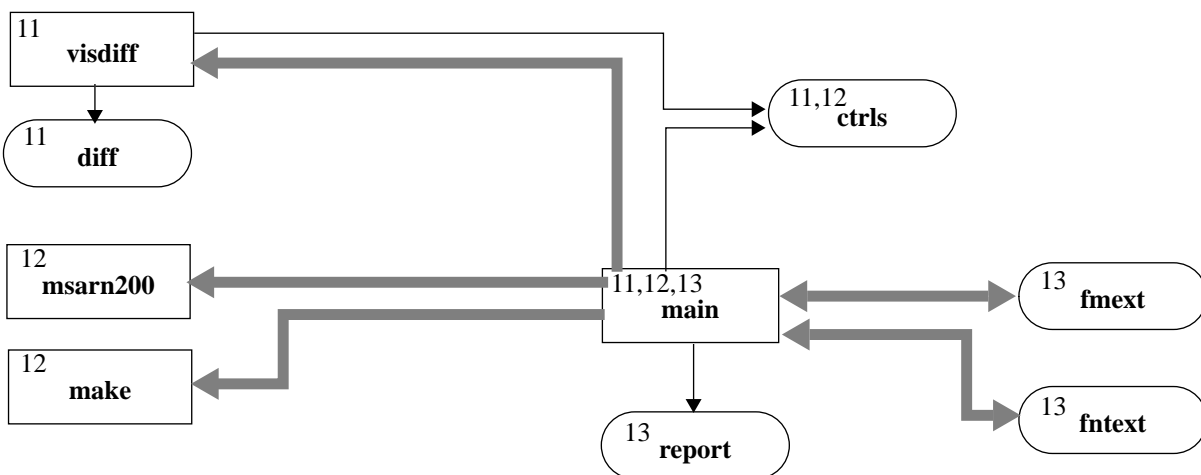 11
visdiff
11
diff
11,12
ctrls
12
msarn200
11,12,13
main
13
fmext
12
make
13
report
13
fntext